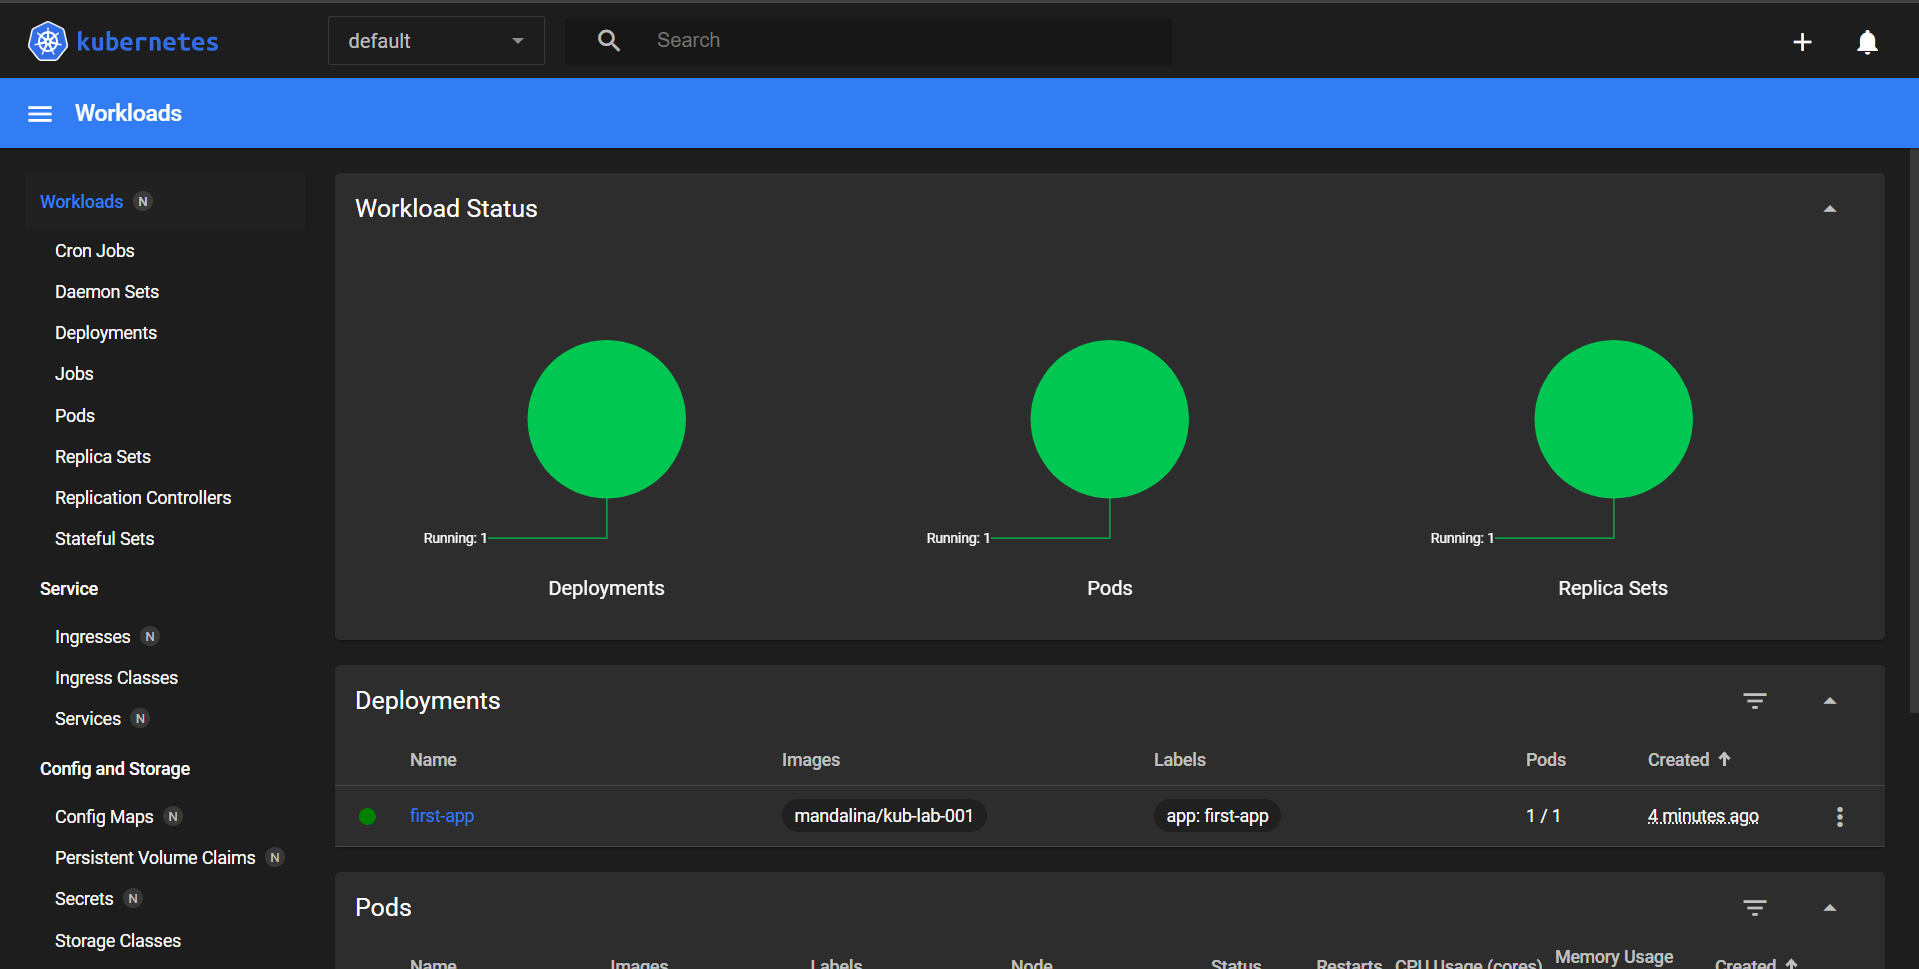 kubernetes
default
Search
Workloads
Workloads N
Cron Jobs
Daemon Sets
Deployments
Jobs
Pods
Replica Sets
Replication Controllers
Stateful Sets
Service
Ingresses N
Ingress Classes
Services N
Config and Storage
Config Maps N
Persistent Volume Claims N
Secrets N
Storage Classes
Workload Status
Running: 1
Deployments
Running: 1
Pods
Running: 1
Replica Sets
Deployments
Name Images Labels Pods Created
first-app mandalina/kub-lab-001 app: first-app 1 / 1 4 minutes ago
Pods
Name Images Labels Node Status Restarts CPU Usage (cores) Memory Usage Created